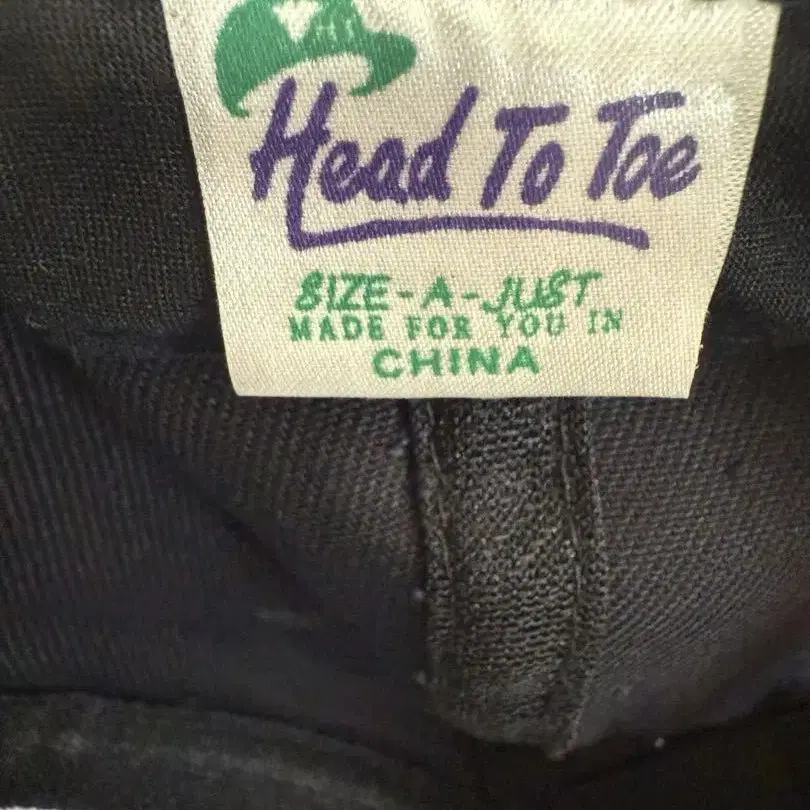 Head To Toe
SIZE-A-JUST
MADE FOR YOU IN
CHINA